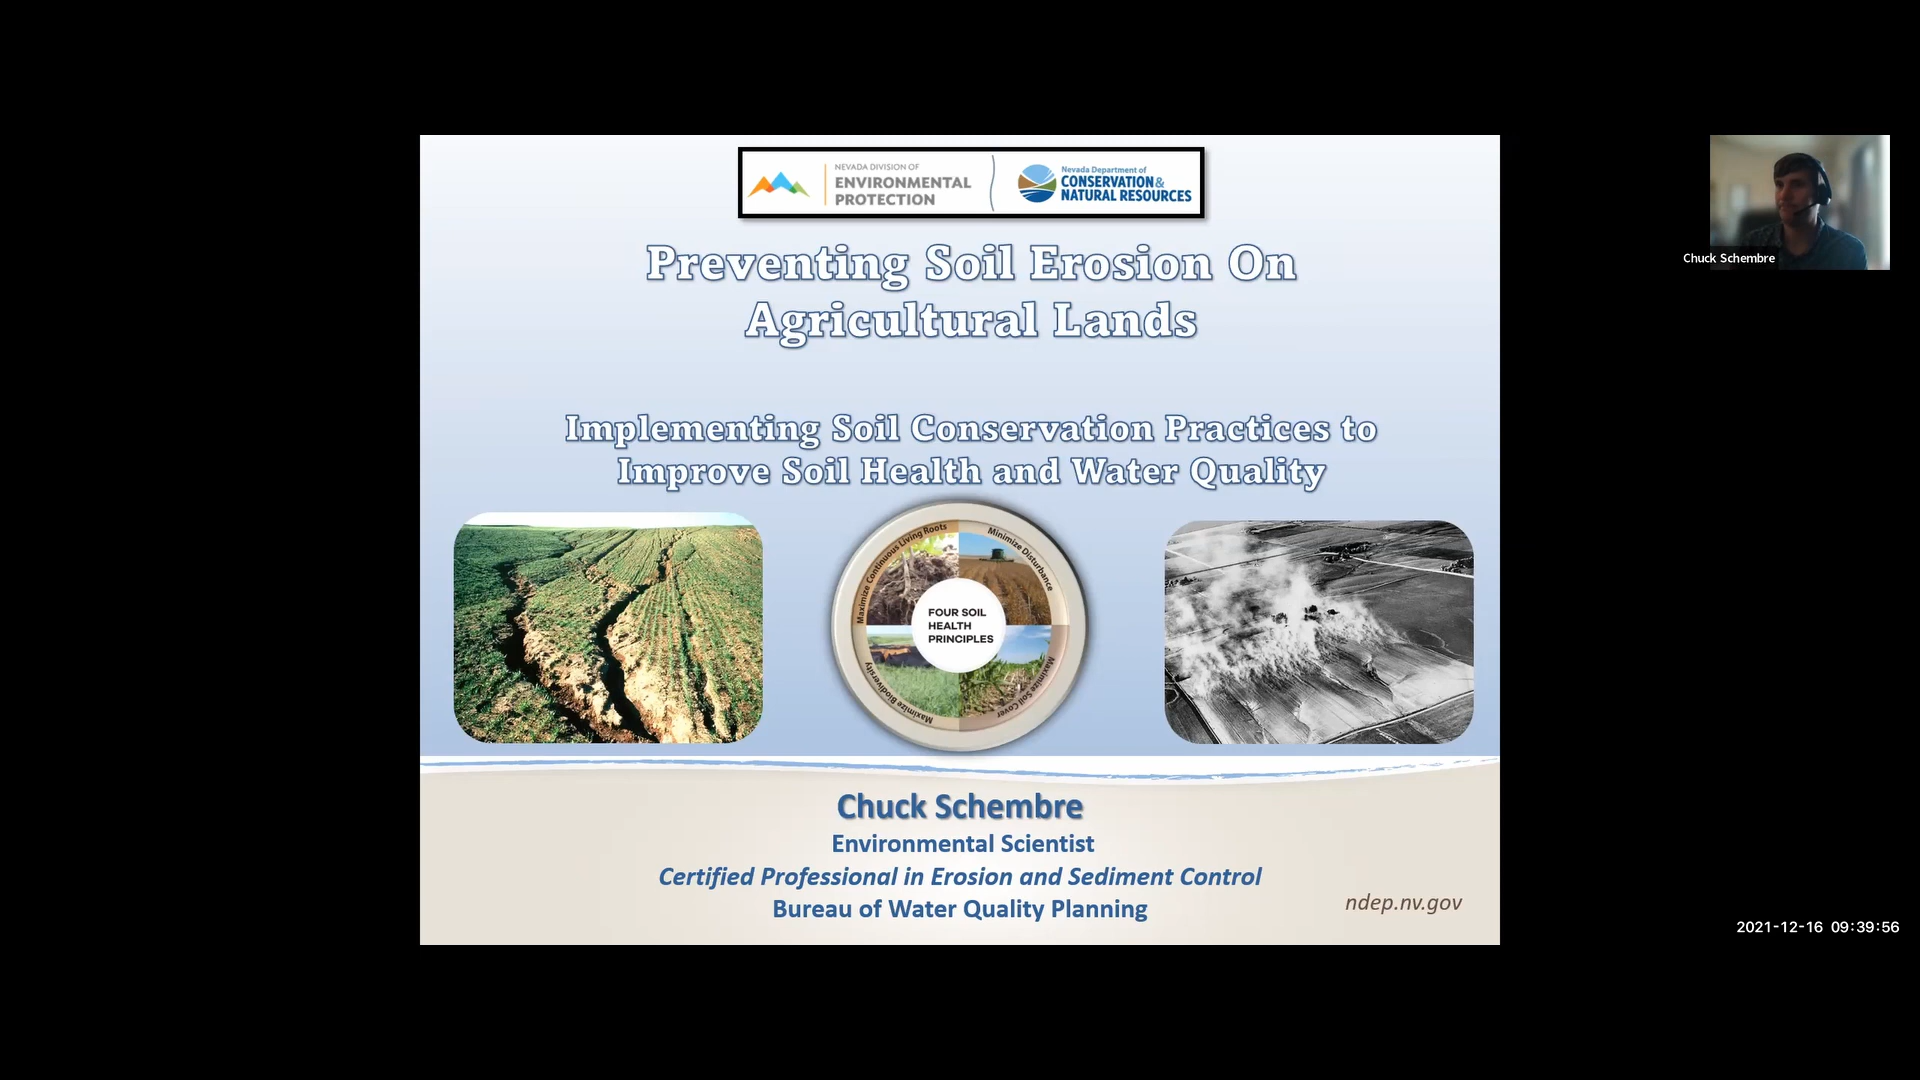 NEVADA DIVISION OF
ENVIRONMENTAL
PROTECTION
Nevada Department of
CONSERVATION&
NATURAL RESOURCES
Preventing Soil Erosion On
Agricultural Lands
Implementing Soil Conservation Practices to
Improve Soil Health and Water Quality
Maximize Continuous Living Roots
Minimize Disturbance
FOUR SOIL
HEALTH
PRINCIPLES
Maximize Biodiversity
Maximize Soil Cover
Chuck Schembre
Environmental Scientist
Certified Professional in Erosion and Sediment Control
Bureau of Water Quality Planning
ndep.nv.gov
Chuck Schembre
2021-12-16 09:39:56